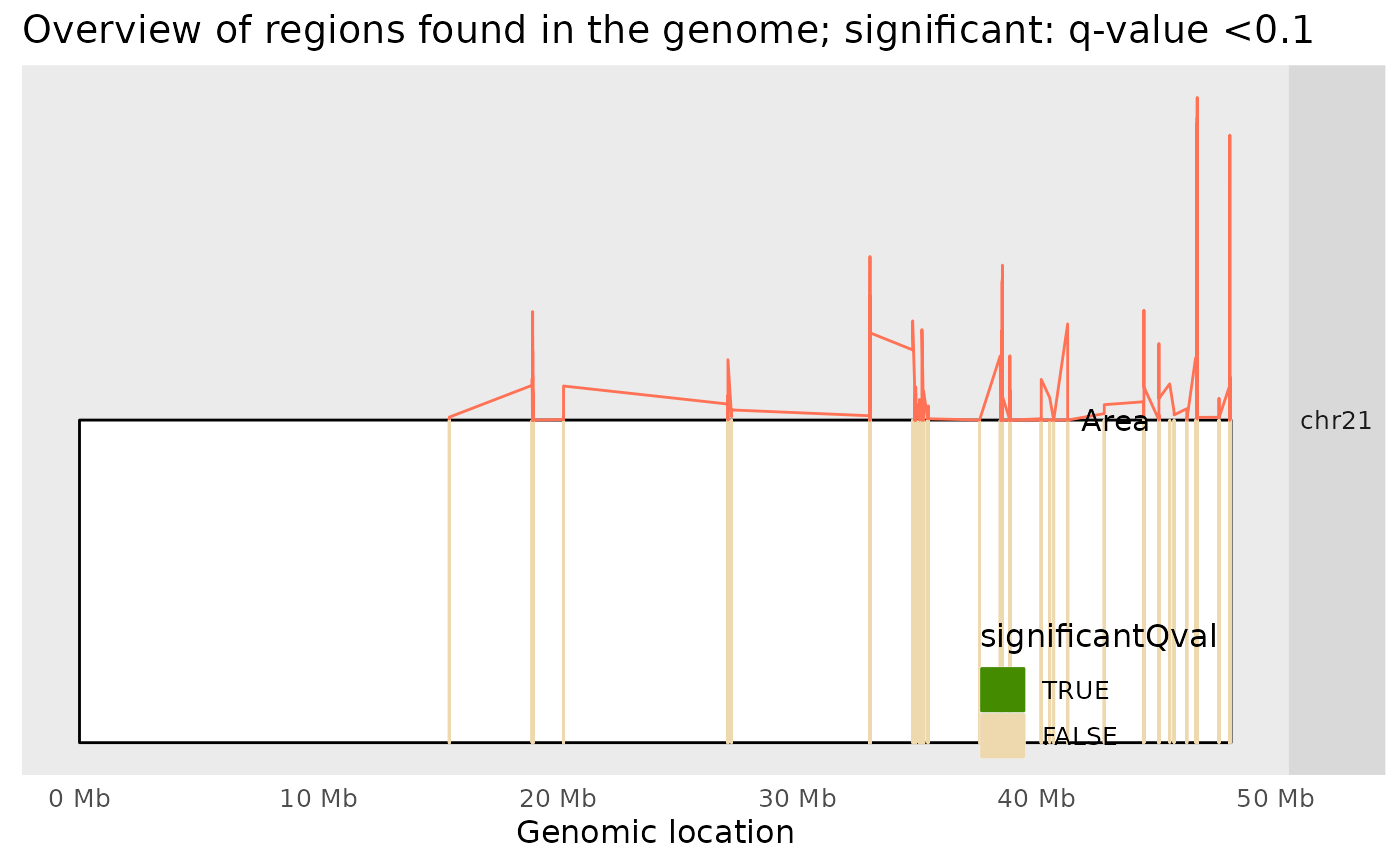 Overview of regions found in the genome; significant: q-value <0.1
Area
chr21
significantQval
TRUE
FALSE
0 Mb 10 Mb 20 Mb 30 Mb 40 Mb 50 Mb
Genomic location